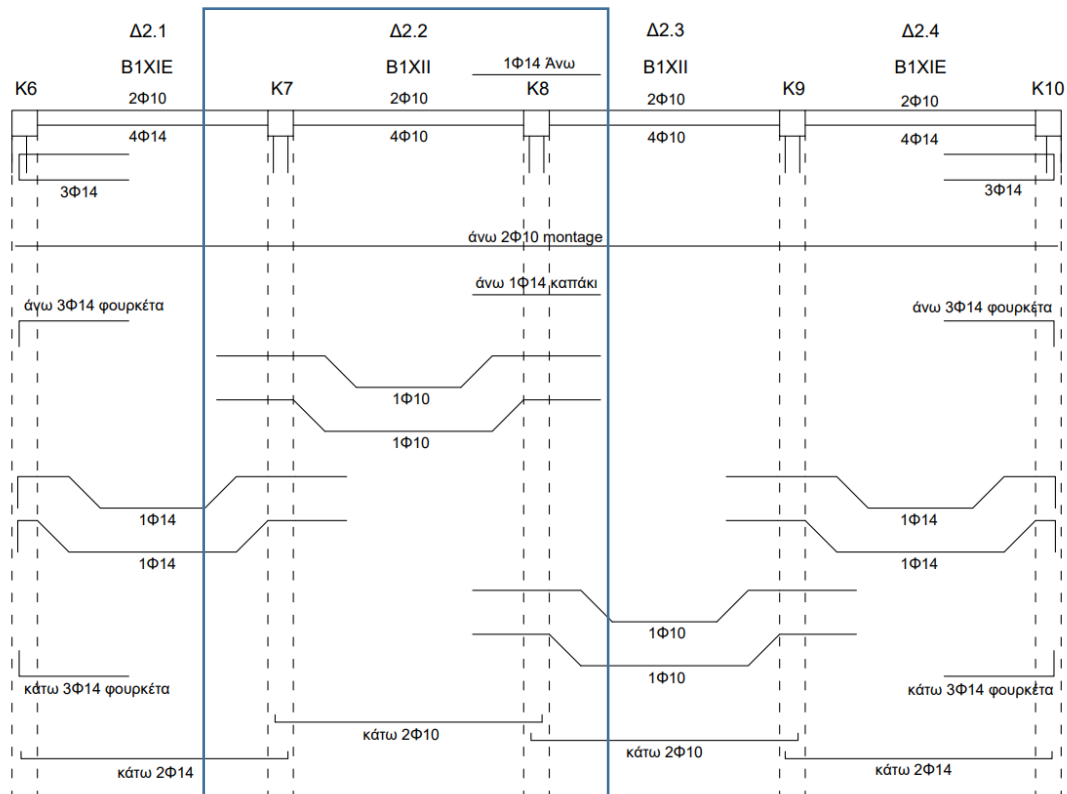 Δ2.1 Δ2.2 Δ2.3 Δ2.4
B1XIE B1XII 1Φ14 Άνω B1XII B1XIE
K6 K7 K8 K9 K10
2Φ10 2Φ10 2Φ10 2Φ10
4Φ14 4Φ10 4Φ10 4Φ14
3Φ14 3Φ14
άνω 2Φ10 montage
άνω 1Φ14 καπάκι
άνω 3Φ14 φουρκέτα άνω 3Φ14 φουρκέτα
1Φ10
1Φ10
1Φ14 1Φ14
1Φ14 1Φ14
1Φ10
1Φ10
κάτω 3Φ14 φουρκέτα κάτω 3Φ14 φουρκέτα
κάτω 2Φ10 κάτω 2Φ10
κάτω 2Φ14 κάτω 2Φ14